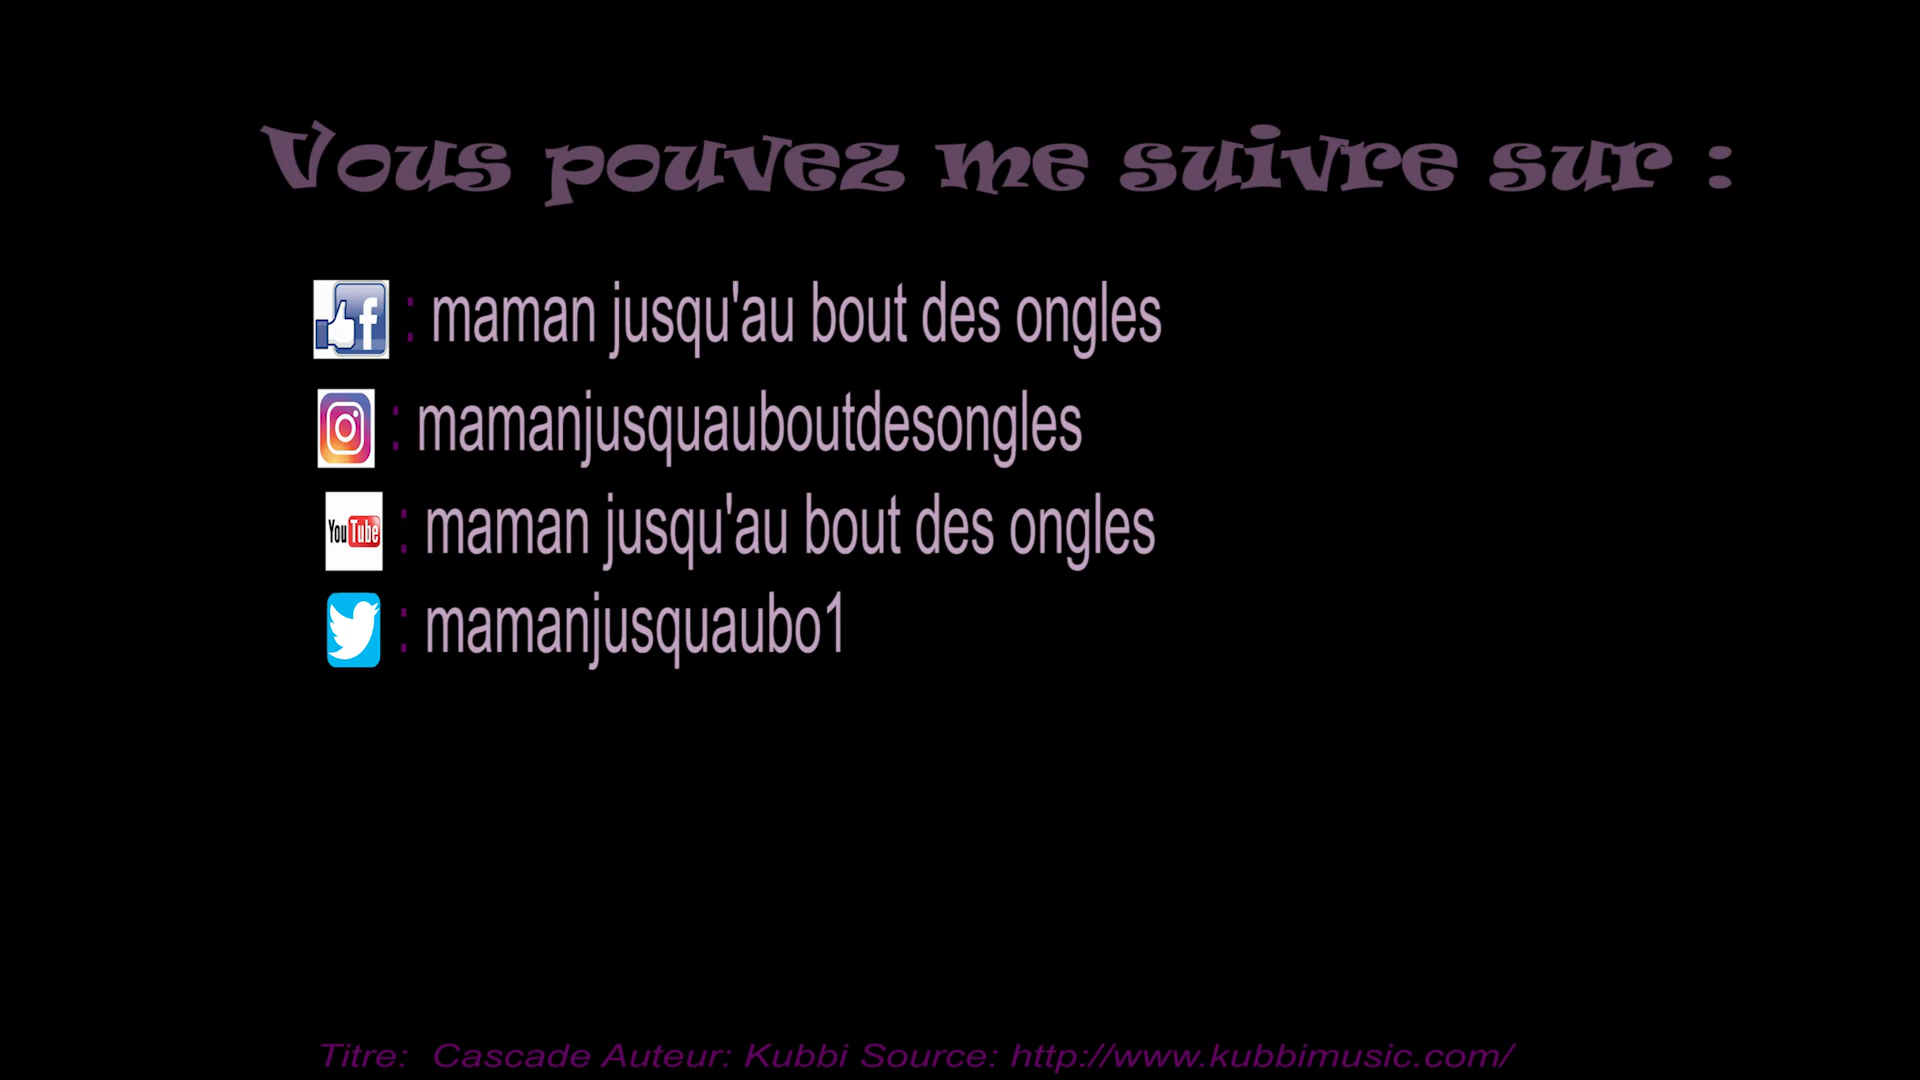 Vous pouvez me suivre sur :
f : maman jusqu'au bout des ongles
: mamanjusquauboutdesongles
YouTube : maman jusqu'au bout des ongles
: mamanjusquaubo1
Titre: Cascade Auteur: Kubbi Source: http://www.kubbimusic.com/